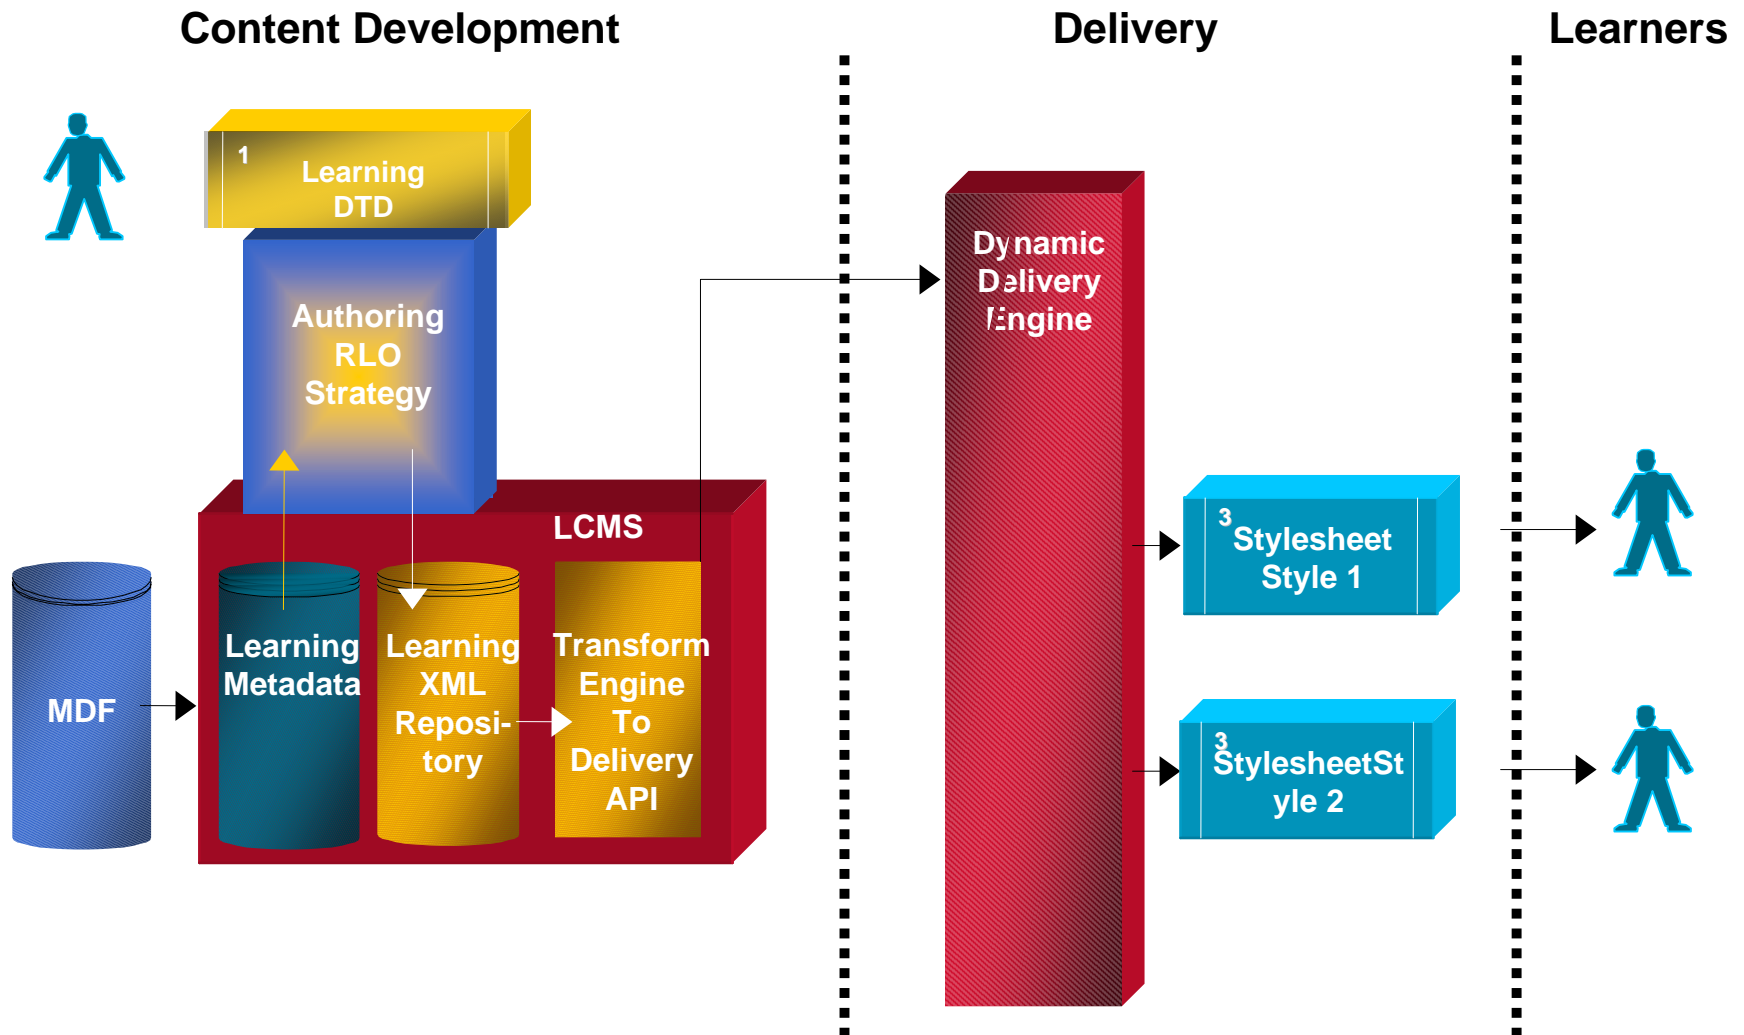 Content Development
Delivery
Learners
1
Learning
DTD
Authoring
RLO
Strategy
LCMS
MDF
Learning
Metadata
Learning
XML
Reposi-
tory
Transform
Engine
To
Delivery
API
Dynamic
Delivery
Engine
3
Stylesheet
Style 1
3
StylesheetSt
yle 2